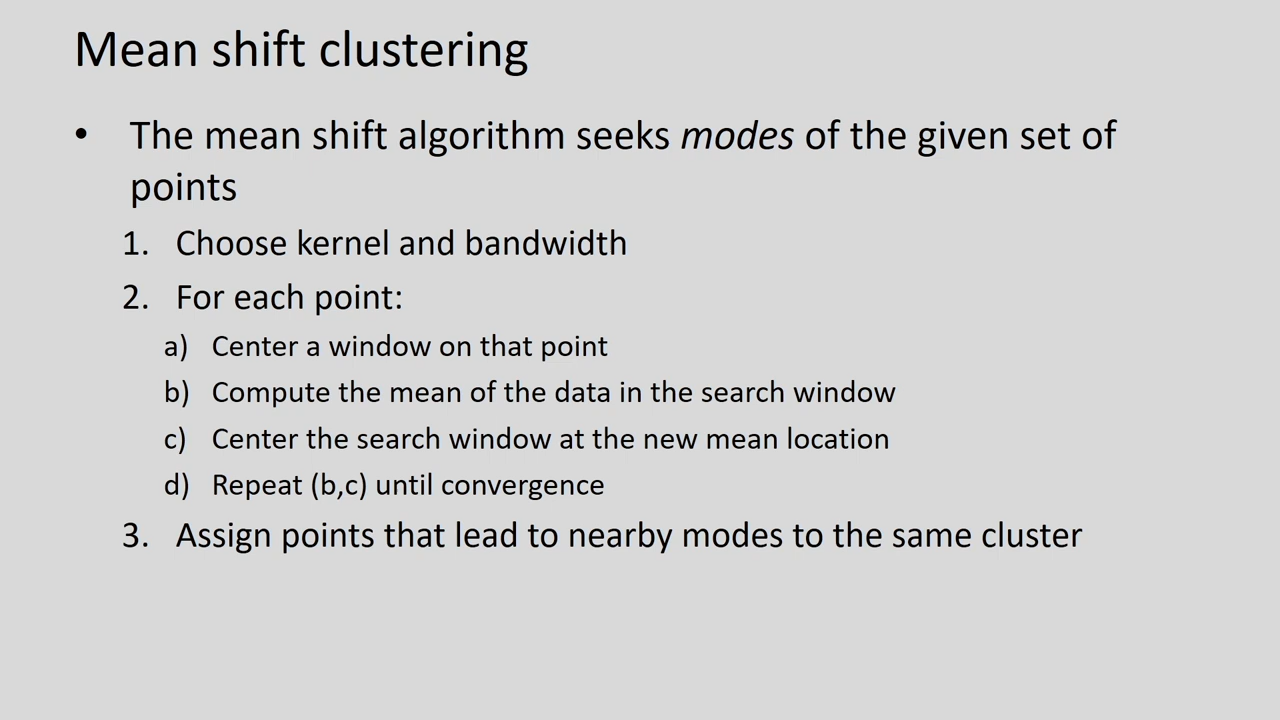 Mean shift clustering
• The mean shift algorithm seeks modes of the given set of
points
1. Choose kernel and bandwidth
2. For each point:
a) Center a window on that point
b) Compute the mean of the data in the search window
c) Center the search window at the new mean location
d) Repeat (b,c) until convergence
3. Assign points that lead to nearby modes to the same cluster